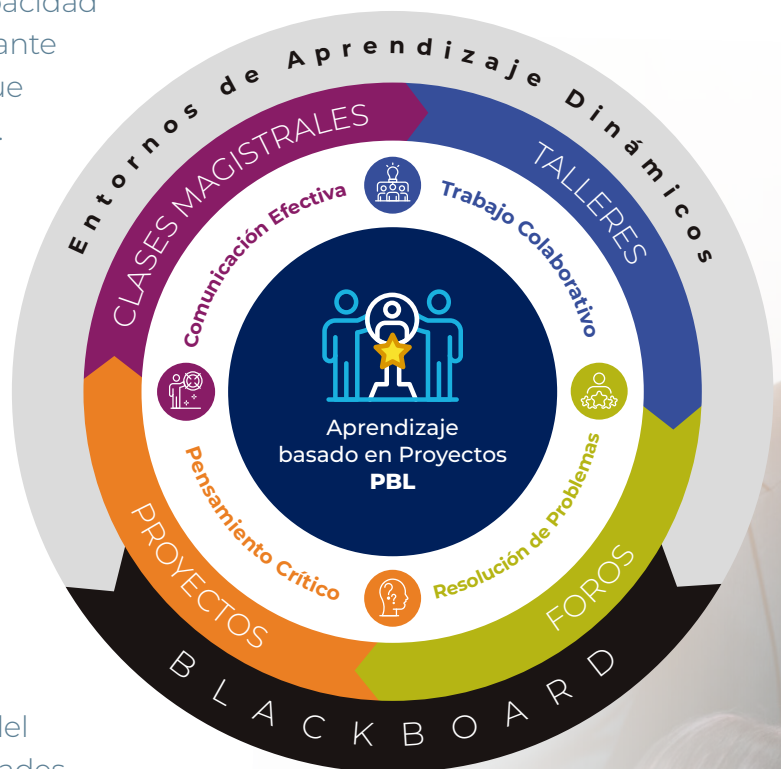 Entornos de Aprendizaje Dinámicos
CLASES MAGISTRALES
TALLERES
Comunicación Efectiva
Trabajo Colaborativo
Aprendizaje
basado en Proyectos
PBL
Pensamiento Crítico
Resolución de Problemas
PROYECTOS
FOROS
BLACKBOARD